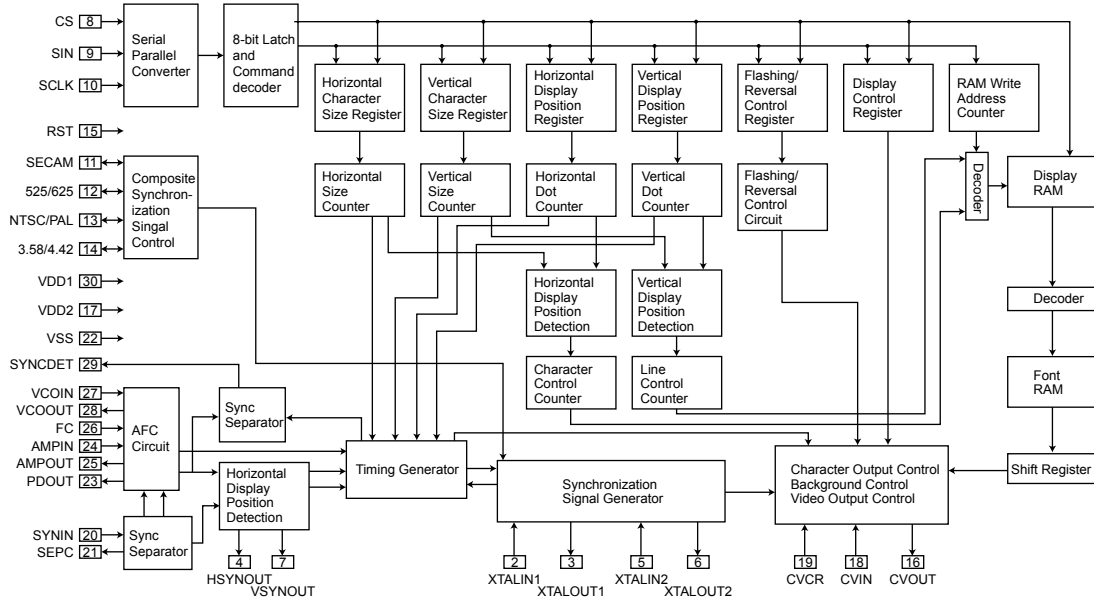 CS 8
SIN 9
SCLK 10
RST 15
SECAM 11
525/625 12
NTSC/PAL 13
3.58/4.42 14
VDD1 30
VDD2 17
VSS 22
SYNCDET 29
VCOIN 27
VCOOUT 28
FC 26
AMPIN 24
AMPOUT 25
PDOUT 23
SYNIN 20
SEPC 21
Serial
Parallel
Converter
8-bit Latch
and
Command
decoder
Horizontal
Character
Size Register
Vertical
Character
Size Register
Horizontal
Display
Position
Register
Vertical
Display
Position
Register
Flashing/
Reversal
Control
Register
Display
Control
Register
RAM Write
Address
Counter
Composite
Synchron-
ization
Singal
Control
Horizontal
Size
Counter
Vertical
Size
Counter
Horizontal
Dot
Counter
Vertical
Dot
Counter
Flashing/
Reversal
Control
Circuit
Decoder
Display
RAM
Horizontal
Display
Position
Detection
Vertical
Display
Position
Detection
Decoder
Character
Control
Counter
Line
Control
Counter
Font
RAM
AFC
Circuit
Sync
Separator
Horizontal
Display
Position
Detection
Timing Generator
Synchronization
Signal Generator
Character Output Control
Background Control
Video Output Control
Shift Register
Sync
Separator
4
HSYNOUT
7
VSYNOUT
2
XTALIN1
3
XTALOUT1
5
XTALIN2
6
XTALOUT2
19
CVCR
18
CVIN
16
CVOUT